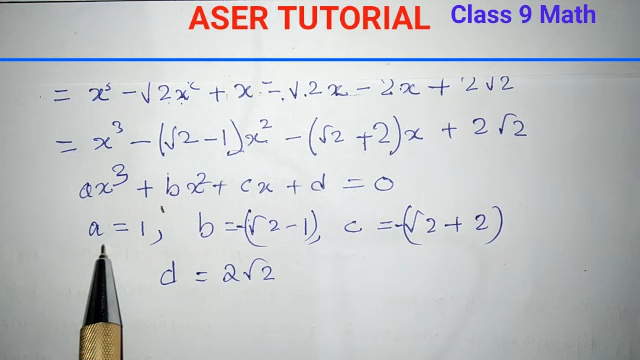 ASER TUTORIAL Class 9 Math
= x³ - √2x² + x² - √2x - 2x + 2√2
= x³ - (√2 - 1)x² - (√2 + 2)x + 2√2
ax³ + bx² + cx + d = 0
a = 1, b = -(√2 - 1), c = -(√2 + 2)
d = 2√2